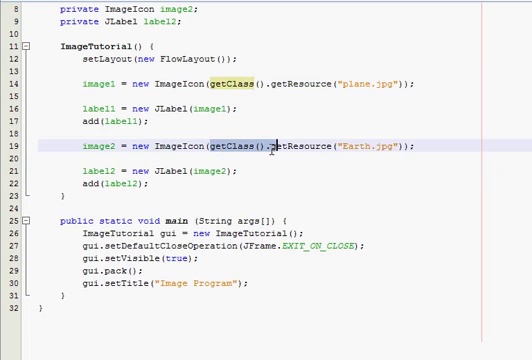 8 private ImageIcon image2;
9 private JLabel label2;
10
11 ImageTutorial() {
12 setLayout(new FlowLayout());
13
14 image1 = new ImageIcon(getClass().getResource("plane.jpg"));
15
16 label1 = new JLabel(image1);
17 add(label1);
18
19 image2 = new ImageIcon(getClass().getResource("Earth.jpg"));
20
21 label2 = new JLabel(image2);
22 add(label2);
23 }
24
25 public static void main (String args[]) {
26 ImageTutorial gui = new ImageTutorial();
27 gui.setDefaultCloseOperation(JFrame.EXIT_ON_CLOSE);
28 gui.setVisible(true);
29 gui.pack();
30 gui.setTitle("Image Program");
31 }
32 }